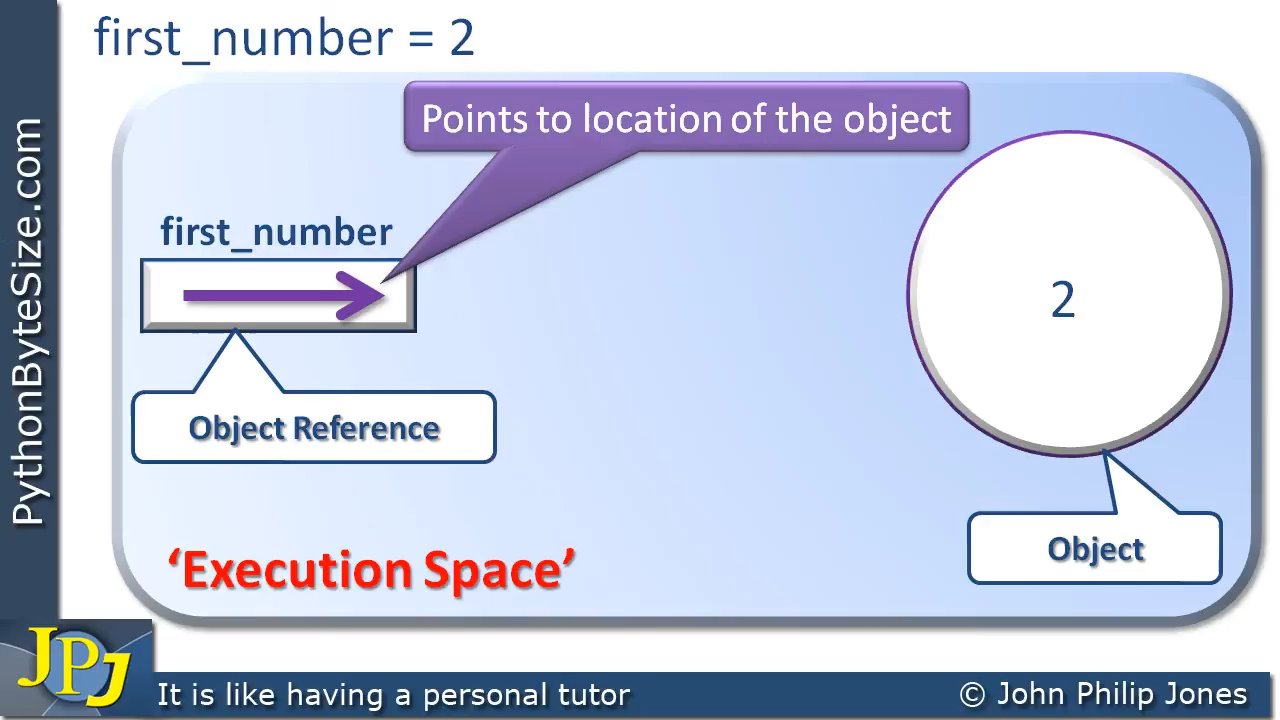 first_number = 2
Points to location of the object
first_number
2
Object Reference
Object
‘Execution Space’
PythonByteSize.com
JPJ
It is like having a personal tutor
© John Philip Jones